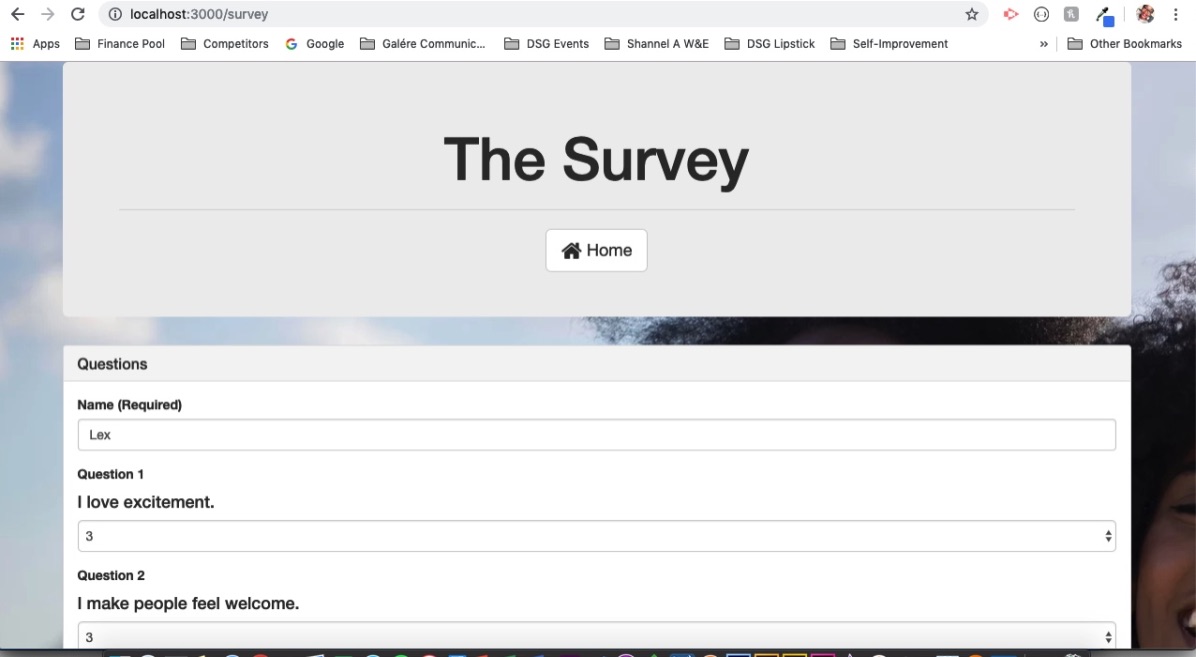 localhost:3000/survey
Apps Finance Pool Competitors Google Galére Communic... DSG Events Shannel A W&E DSG Lipstick Self-Improvement » Other Bookmarks
The Survey
Home
Questions
Name (Required)
Lex
Question 1
I love excitement.
3
Question 2
I make people feel welcome.
3